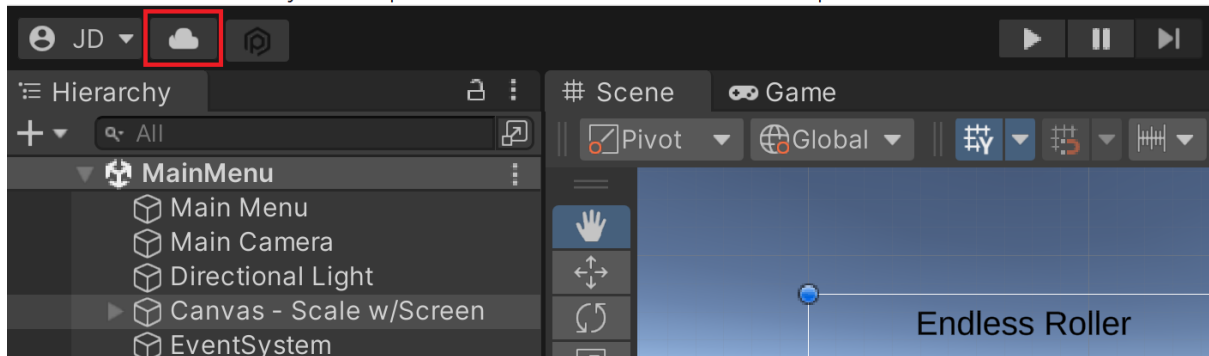 JD
Hierarchy
All
MainMenu
Main Menu
Main Camera
Directional Light
Canvas - Scale w/Screen
EventSystem
Scene
Game
Pivot
Global
Endless Roller